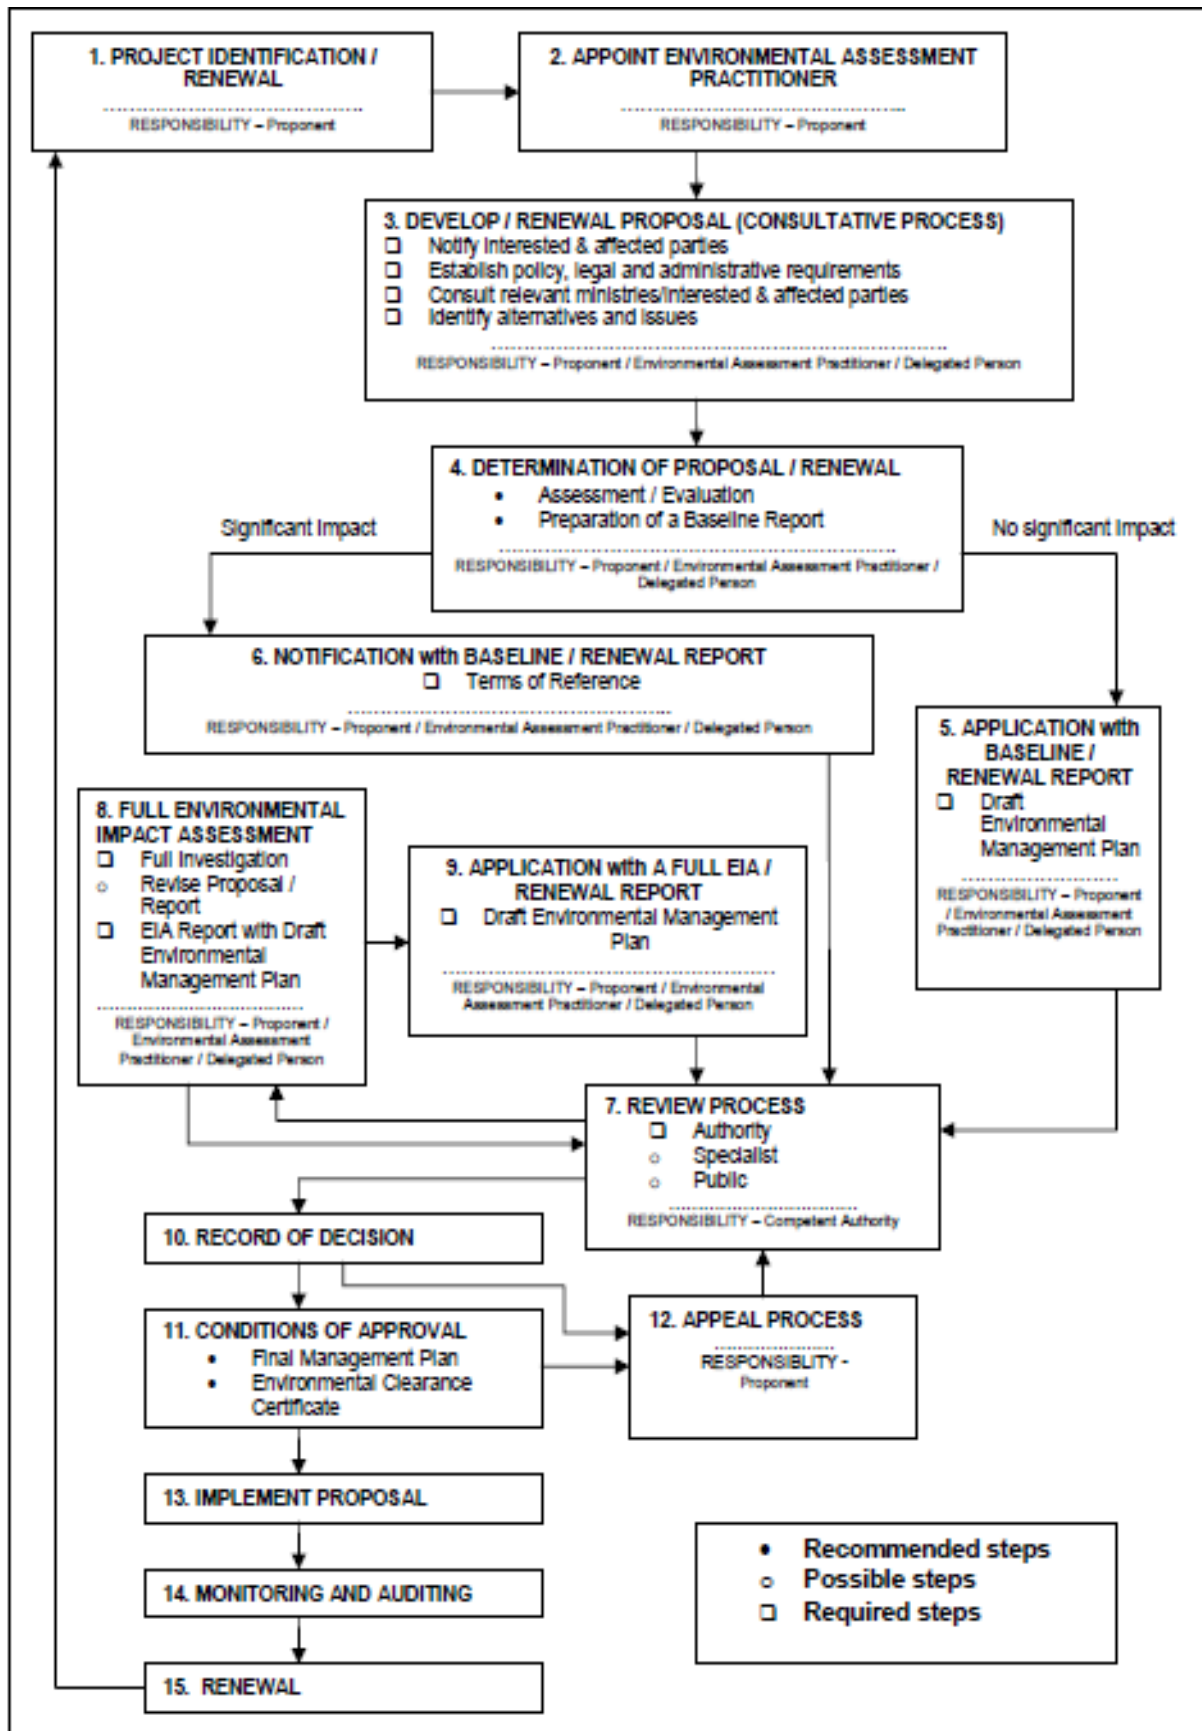 1. PROJECT IDENTIFICATION /
RENEWAL
RESPONSIBILITY – Proponent
2. APPOINT ENVIRONMENTAL ASSESSMENT
PRACTITIONER
RESPONSIBILITY – Proponent
3. DEVELOP / RENEWAL PROPOSAL (CONSULTATIVE PROCESS)
❑ Notify Interested & affected parties
❑ Establish policy, legal and administrative requirements
❑ Consult relevant ministries/Interested & affected parties
❑ Identify alternatives and Issues
RESPONSIBILITY – Proponent / Environmental Assessment Practitioner / Delegated Person
4. DETERMINATION OF PROPOSAL / RENEWAL
• Assessment / Evaluation
• Preparation of a Baseline Report
RESPONSIBILITY – Proponent / Environmental Assessment Practitioner /
Delegated Person
Significant Impact
No significant Impact
6. NOTIFICATION with BASELINE / RENEWAL REPORT
❑ Terms of Reference
RESPONSIBILITY – Proponent / Environmental Assessment Practitioner / Delegated Person
5. APPLICATION with
BASELINE /
RENEWAL REPORT
❑ Draft
Environmental
Management Plan
RESPONSIBILITY – Proponent
/ Environmental Assessment
Practitioner / Delegated Person
8. FULL ENVIRONMENTAL
IMPACT ASSESSMENT
❑ Full Investigation
○ Revise Proposal /
Report
❑ EIA Report with Draft
Environmental
Management Plan
RESPONSIBILITY – Proponent /
Environmental Assessment
Practitioner / Delegated Person
9. APPLICATION with A FULL EIA /
RENEWAL REPORT
❑ Draft Environmental Management
Plan
RESPONSIBILITY – Proponent / Environmental
Assessment Practitioner / Delegated Person
7. REVIEW PROCESS
❑ Authority
○ Specialist
○ Public
RESPONSIBILITY – Competent Authority
10. RECORD OF DECISION
11. CONDITIONS OF APPROVAL
• Final Management Plan
• Environmental Clearance
Certificate
12. APPEAL PROCESS
RESPONSIBLITY -
Proponent
13. IMPLEMENT PROPOSAL
14. MONITORING AND AUDITING
15. RENEWAL
• Recommended steps
○ Possible steps
❑ Required steps